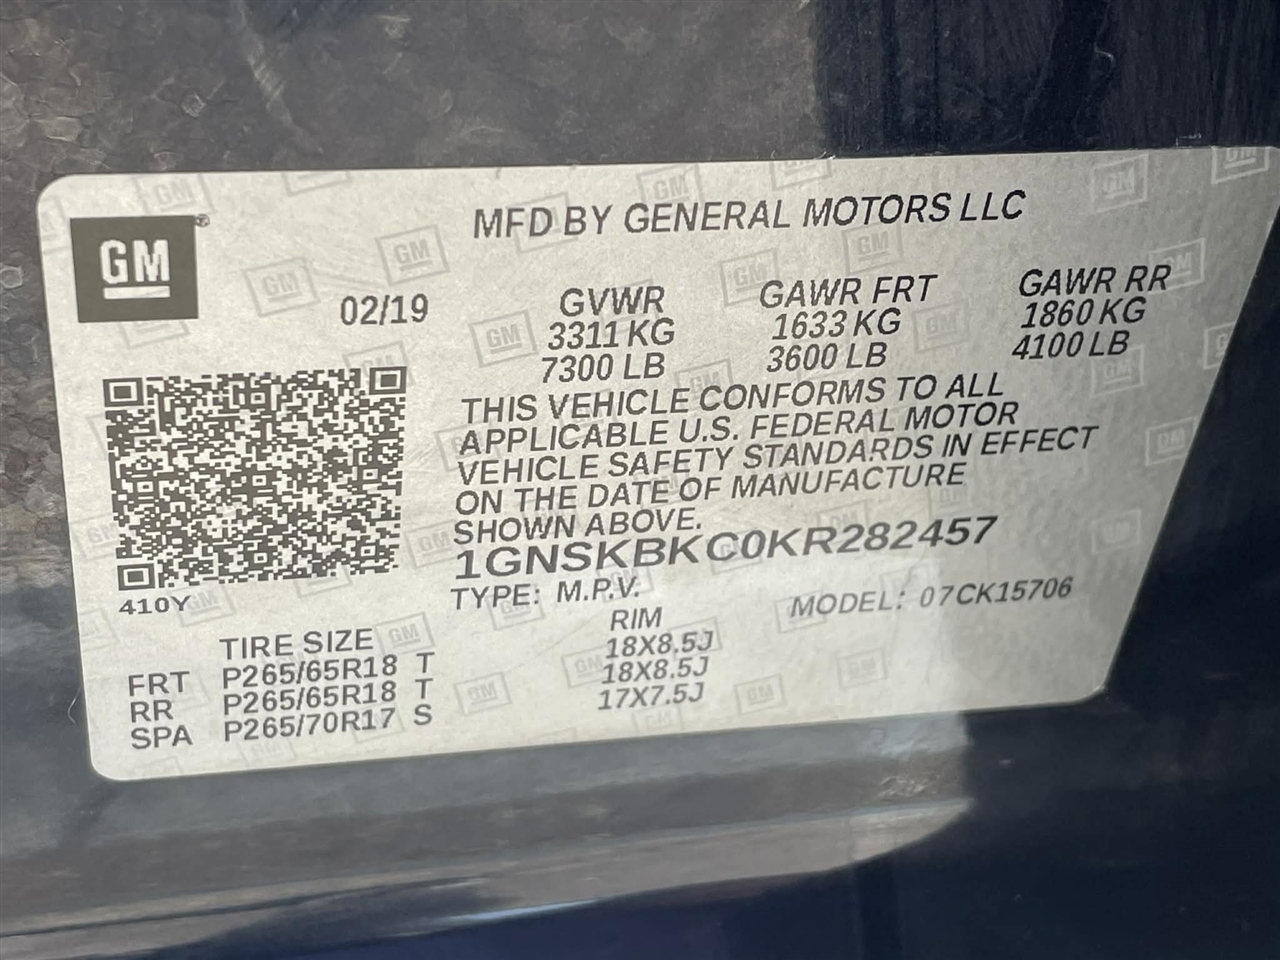 GM®
MFD BY GENERAL MOTORS LLC
02/19
GVWR GAWR FRT GAWR RR
3311 KG 1633 KG 1860 KG
7300 LB 3600 LB 4100 LB
THIS VEHICLE CONFORMS TO ALL
APPLICABLE U.S. FEDERAL MOTOR
VEHICLE SAFETY STANDARDS IN EFFECT
ON THE DATE OF MANUFACTURE
SHOWN ABOVE.
1GNSKBKC0KR282457
TYPE: M.P.V. MODEL: 07CK15706
410Y
TIRE SIZE RIM
FRT P265/65R18 T 18X8.5J
RR P265/65R18 T 18X8.5J
SPA P265/70R17 S 17X7.5J